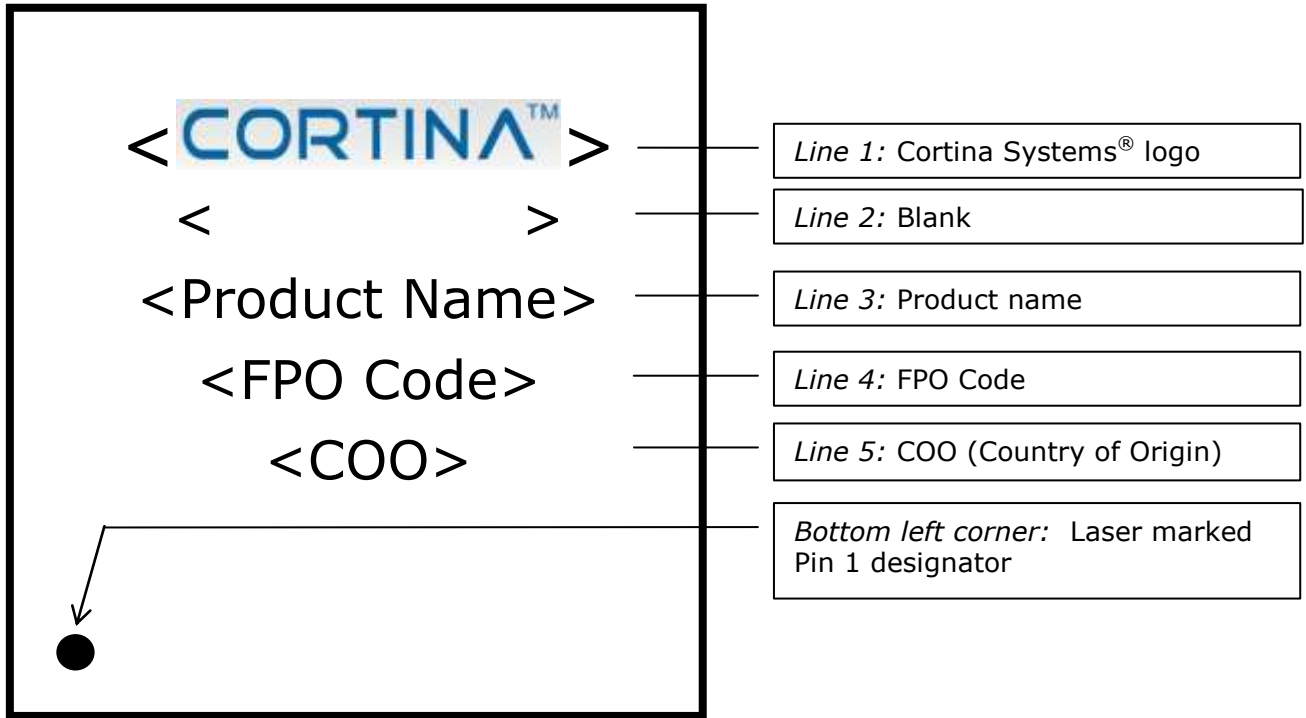 <CORTINA™>
Line 1: Cortina Systems® logo
< >
Line 2: Blank
<Product Name>
Line 3: Product name
<FPO Code>
Line 4: FPO Code
<COO>
Line 5: COO (Country of Origin)
Bottom left corner: Laser marked
Pin 1 designator